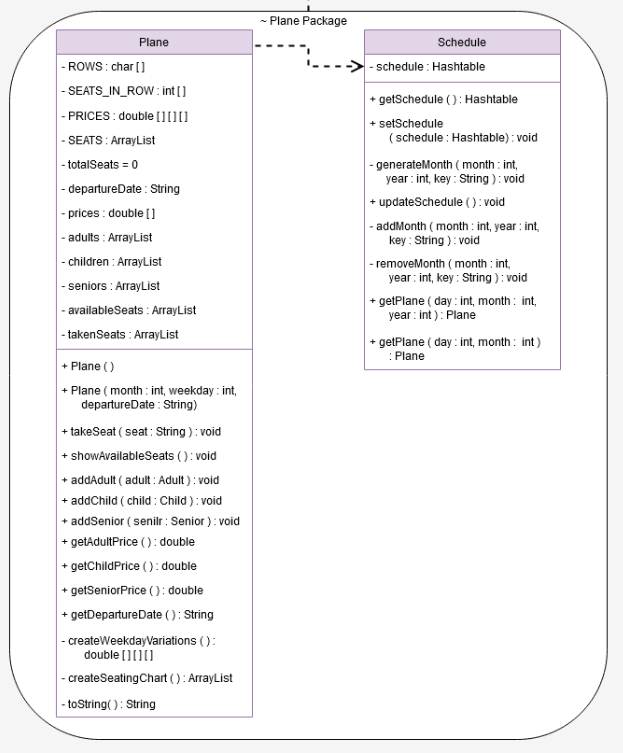 ~ Plane Package
Plane
- ROWS : char [ ]
- SEATS_IN_ROW : int [ ]
- PRICES : double [ ] [ ] [ ]
- SEATS : ArrayList
- totalSeats = 0
- departureDate : String
- prices : double [ ]
- adults : ArrayList
- children : ArrayList
- seniors : ArrayList
- availableSeats : ArrayList
- takenSeats : ArrayList
+ Plane ( )
+ Plane ( month : int, weekday : int,
departureDate : String)
+ takeSeat ( seat : String ) : void
+ showAvailableSeats ( ) : void
+ addAdult ( adult : Adult ) : void
+ addChild ( child : Child ) : void
+ addSenior ( senilr : Senior ) : void
+ getAdultPrice ( ) : double
+ getChildPrice ( ) : double
+ getSeniorPrice ( ) : double
+ getDepartureDate ( ) : String
- createWeekdayVariations ( ) :
double [ ] [ ] [ ]
- createSeatingChart ( ) : ArrayList
- toString( ) : String
Schedule
- schedule : Hashtable
+ getSchedule ( ) : Hashtable
+ setSchedule
( schedule : Hashtable) : void
- generateMonth ( month : int,
year : int, key : String ) : void
+ updateSchedule ( ) : void
- addMonth ( month : int, year : int,
key : String ) : void
- removeMonth ( month : int,
year : int, key : String ) : void
+ getPlane ( day : int, month : int,
year : int ) : Plane
+ getPlane ( day : int, month : int )
: Plane